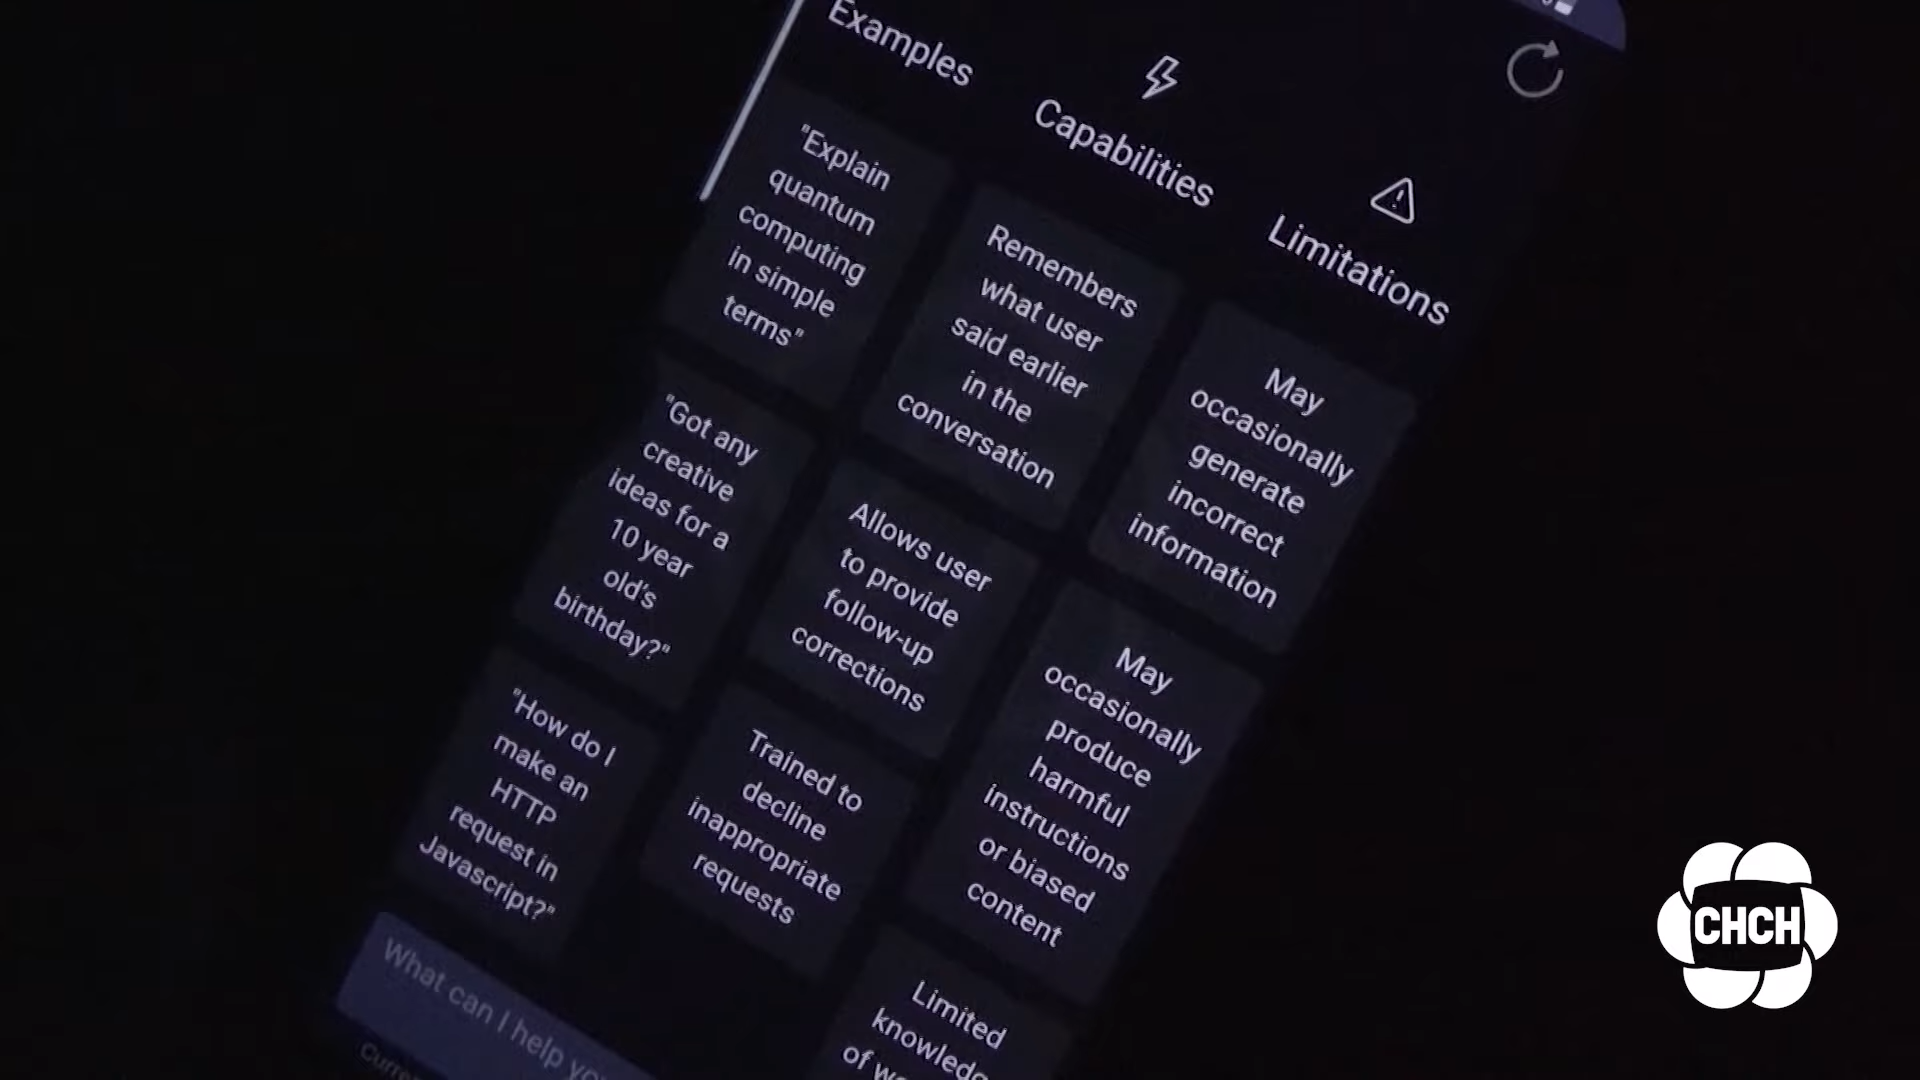 Examples
"Explain
quantum
computing
in simple
terms"
"Got any
creative
ideas for a
10 year
old's
birthday?"
"How do I
make an
HTTP
request in
Javascript?"
Capabilities
Remembers
what user
said earlier
in the
conversation
Allows user
to provide
follow-up
corrections
Trained to
decline
inappropriate
requests
Limitations
May
occasionally
generate
incorrect
information
May
occasionally
produce
harmful
instructions
or biased
content
Limited
of
What can I help
CHCH